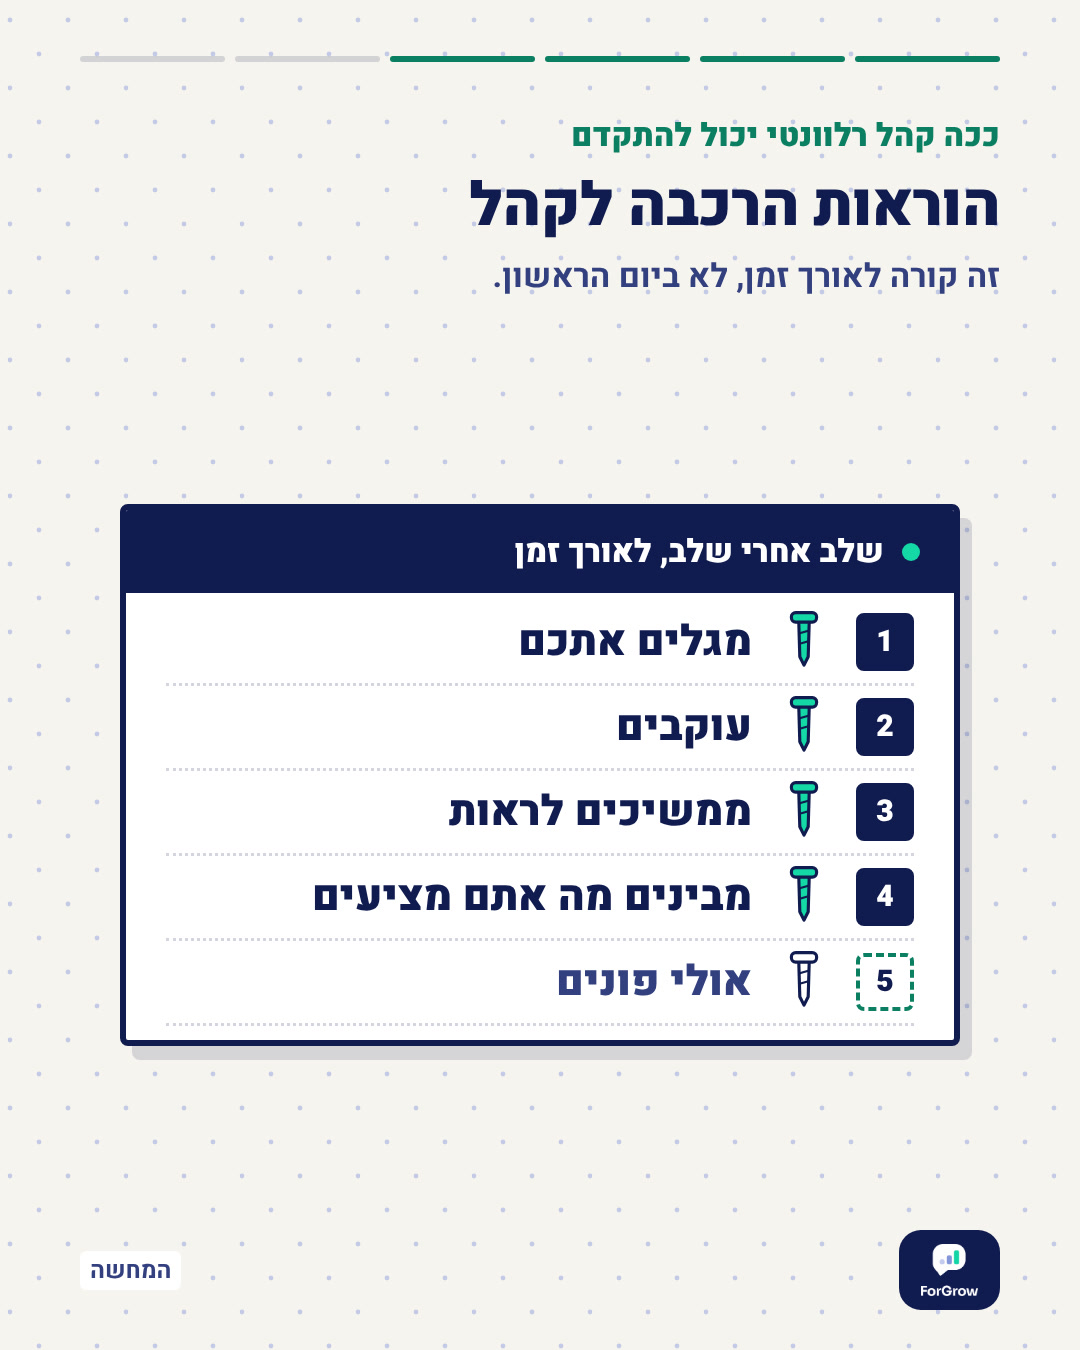 ככה קהל רלוונטי יכול להתקדם
הוראות הרכבה לקהל
זה קורה לאורך זמן, לא ביום הראשון.
שלב אחרי שלב, לאורך זמן
1 מגלים אתכם
2 עוקבים
3 ממשיכים לראות
4 מבינים מה אתם מציעים
5 אולי פונים
ForGrow
המחשה